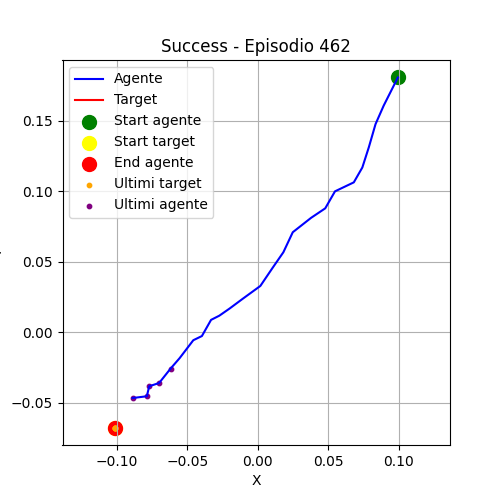 Success - Episodio 462
Agente
Target
Start agente
Start target
End agente
Ultimi target
Ultimi agente
0.15
0.10
0.05
0.00
−0.05
−0.10
−0.05
0.00
0.05
0.10
X